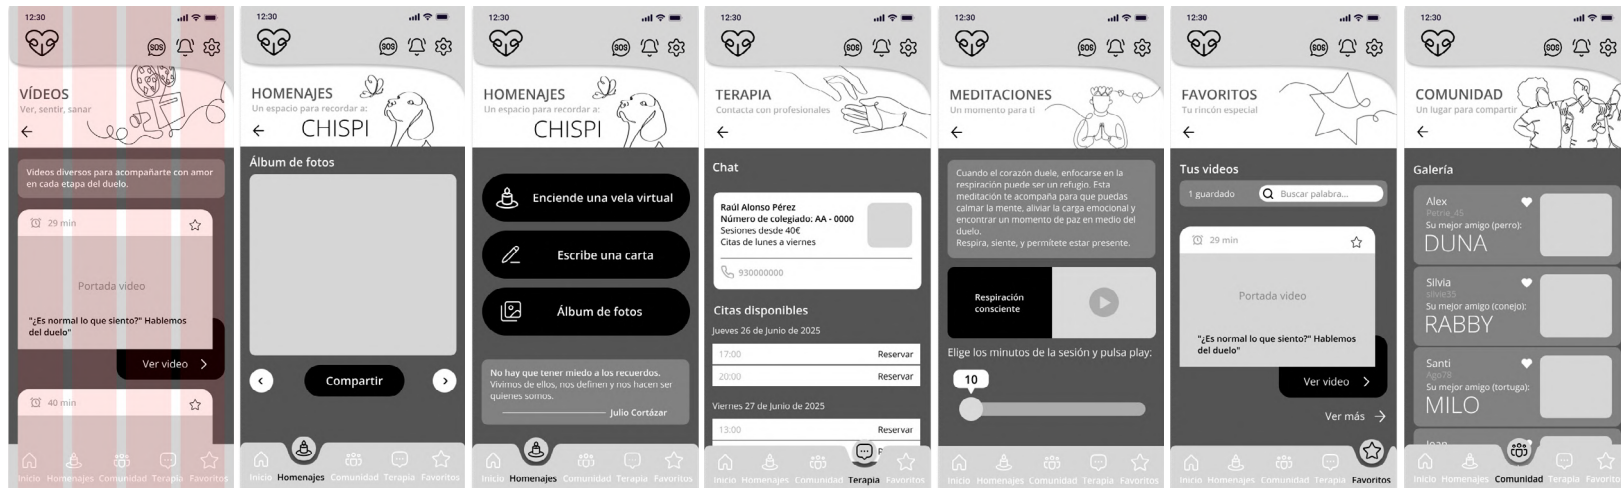 12:30
SOS
VÍDEOS
Ver, sentir, sanar
Videos diversos para acompañarte con amor
en cada etapa del duelo.
29 min
Portada video
"¿Es normal lo que siento?" Hablemos
del duelo"
Ver video
40 min
Inicio Homenajes Comunidad Terapia Favoritos
12:30
SOS
HOMENAJES
Un espacio para recordar a:
CHISPI
Álbum de fotos
Compartir
Inicio Homenajes Comunidad Terapia Favoritos
12:30
SOS
HOMENAJES
Un espacio para recordar a:
CHISPI
Enciende una vela virtual
Escribe una carta
Álbum de fotos
No hay que tener miedo a los recuerdos.
Vivimos de ellos, nos definen y nos hacen ser
quienes somos.
Julio Cortázar
Inicio Homenajes Comunidad Terapia Favoritos
12:30
SOS
TERAPIA
Contacta con profesionales
Chat
Raúl Alonso Pérez
Número de colegiado: AA - 0000
Sesiones desde 40€
Citas de lunes a viernes
930000000
Citas disponibles
Jueves 26 de Junio de 2025
17:00 Reservar
20:00 Reservar
Viernes 27 de Junio de 2025
13:00 Reservar
Inicio Homenajes Comunidad Terapia Favoritos
12:30
SOS
MEDITACIONES
Un momento para ti
Cuando el corazón duele, enfocarse en la
respiración puede ser un refugio. Esta
meditación te acompaña para que puedas
calmar la mente, aliviar la carga emocional y
encontrar un momento de paz en medio del
duelo.
Respira, siente, y permítete estar presente.
Respiración
consciente
Elige los minutos de la sesión y pulsa play:
10
Inicio Homenajes Comunidad Terapia Favoritos
12:30
SOS
FAVORITOS
Tu rincón especial
Tus videos
1 guardado Buscar palabra...
29 min
Portada video
"¿Es normal lo que siento?" Hablemos
del duelo"
Ver video
Ver más
Inicio Homenajes Comunidad Terapia Favoritos
12:30
SOS
COMUNIDAD
Un lugar para compartir
Galería
Alex
Petrie_45
Su mejor amigo (perro):
DUNA
Silvia
silvie35
Su mejor amigo (conejo):
RABBY
Santi
Ago78
Su mejor amigo (tortuga):
MILO
Inicio Homenajes Comunidad Terapia Favoritos